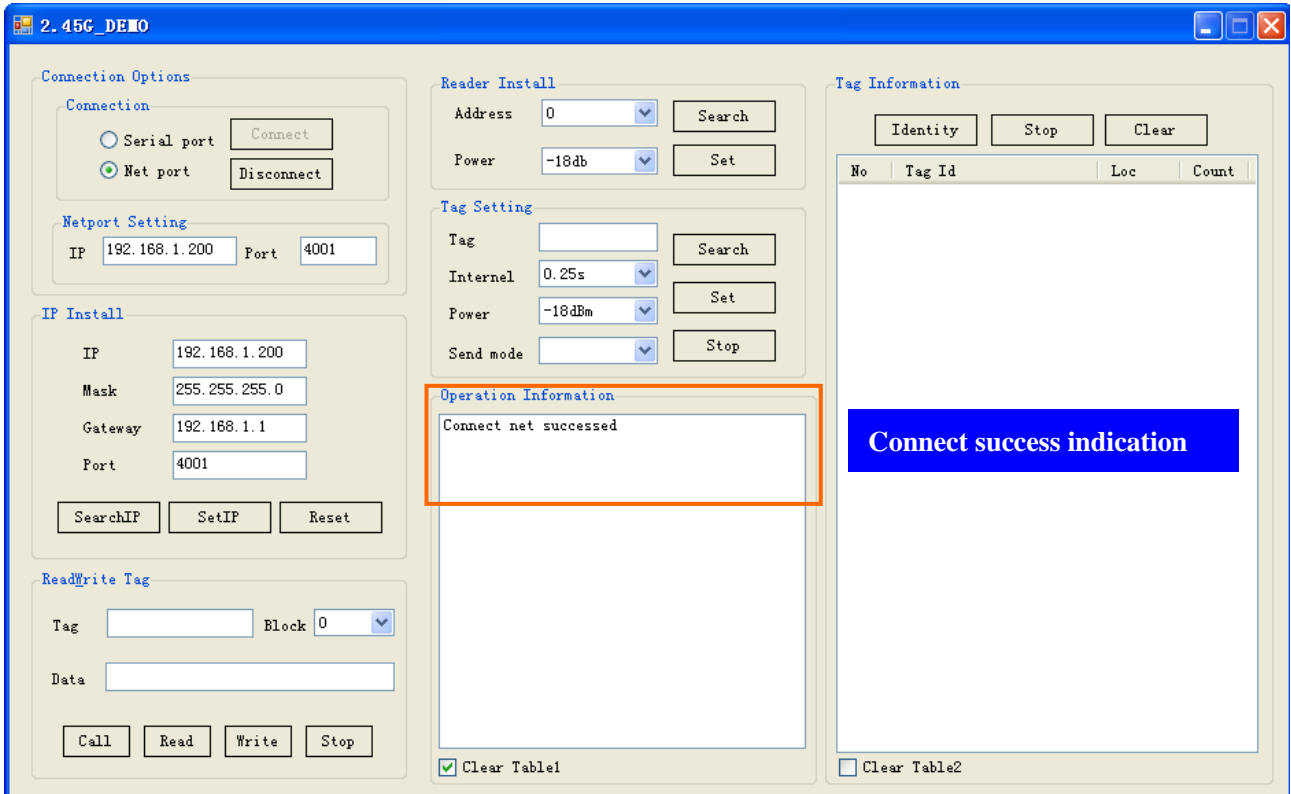 2.45G_DEMO
Connection Options
Connection
Serial port
Connect
Net port
Disconnect
Netport Setting
IP 192.168.1.200 Port 4001
IP Install
IP 192.168.1.200
Mask 255.255.255.0
Gateway 192.168.1.1
Port 4001
SearchIP SetIP Reset
ReadWrite Tag
Tag Block 0
Data
Call Read Write Stop
Reader Install
Address 0 Search
Power -18db Set
Tag Setting
Tag
Search
Internel 0.25s
Set
Power -18dBm
Send mode Stop
Operation Information
Connect net successed
Clear Table1
Tag Information
Identity Stop Clear
No Tag Id Loc Count
Connect success indication
Clear Table2